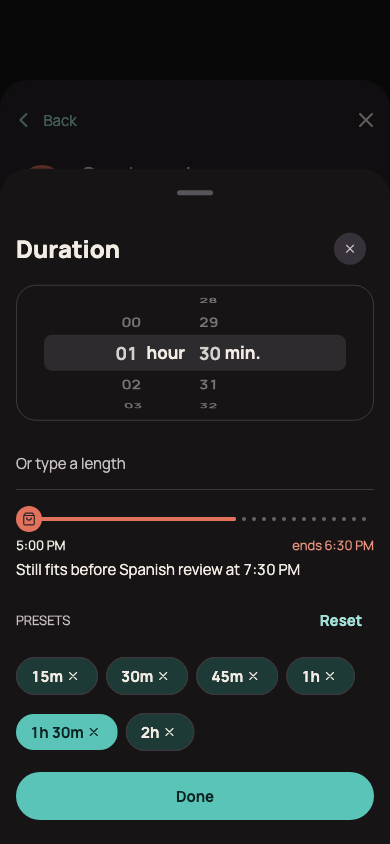 Back
Duration
28
00 29
01 hour 30 min.
02 31
03 32
Or type a length
5:00 PM ends 6:30 PM
Still fits before Spanish review at 7:30 PM
PRESETS Reset
15m 30m 45m 1h
1h 30m 2h
Done